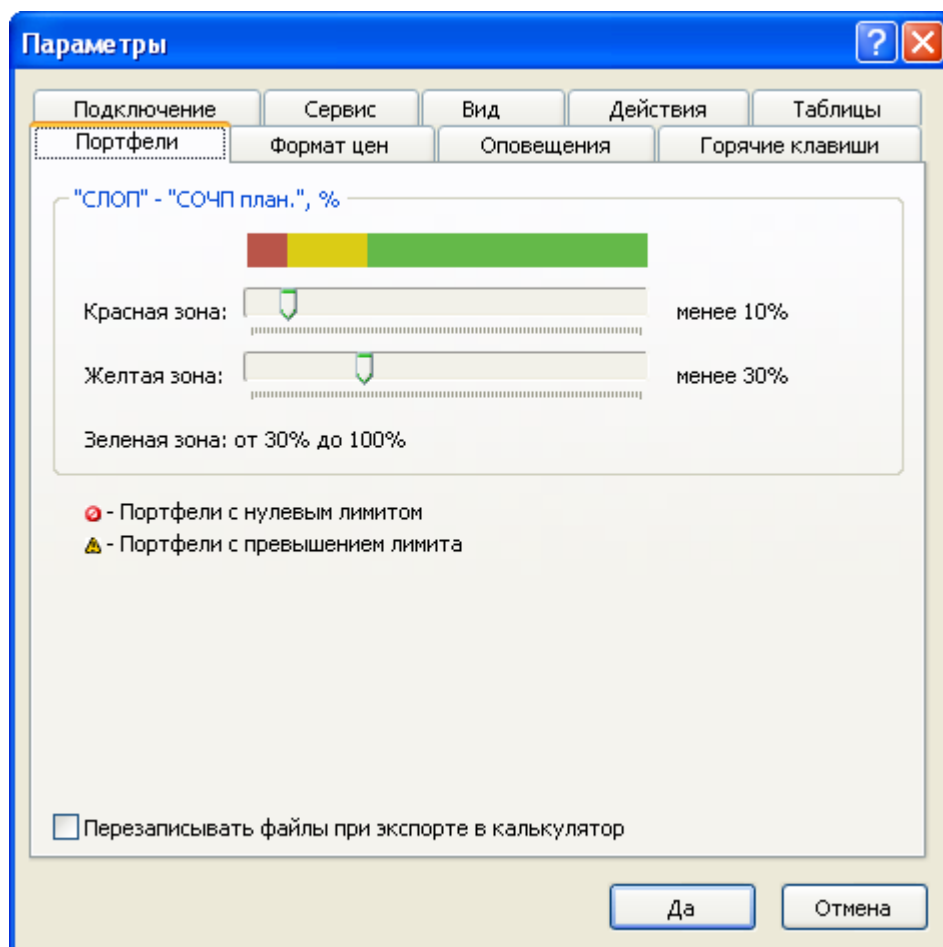 Параметры
Подключение Сервис Вид Действия Таблицы
Портфели Формат цен Оповещения Горячие клавиши
"СЛОП" - "СОЧП план.", %
Красная зона: менее 10%
Желтая зона: менее 30%
Зеленая зона: от 30% до 100%
- Портфели с нулевым лимитом
- Портфели с превышением лимита
Перезаписывать файлы при экспорте в калькулятор
Да Отмена